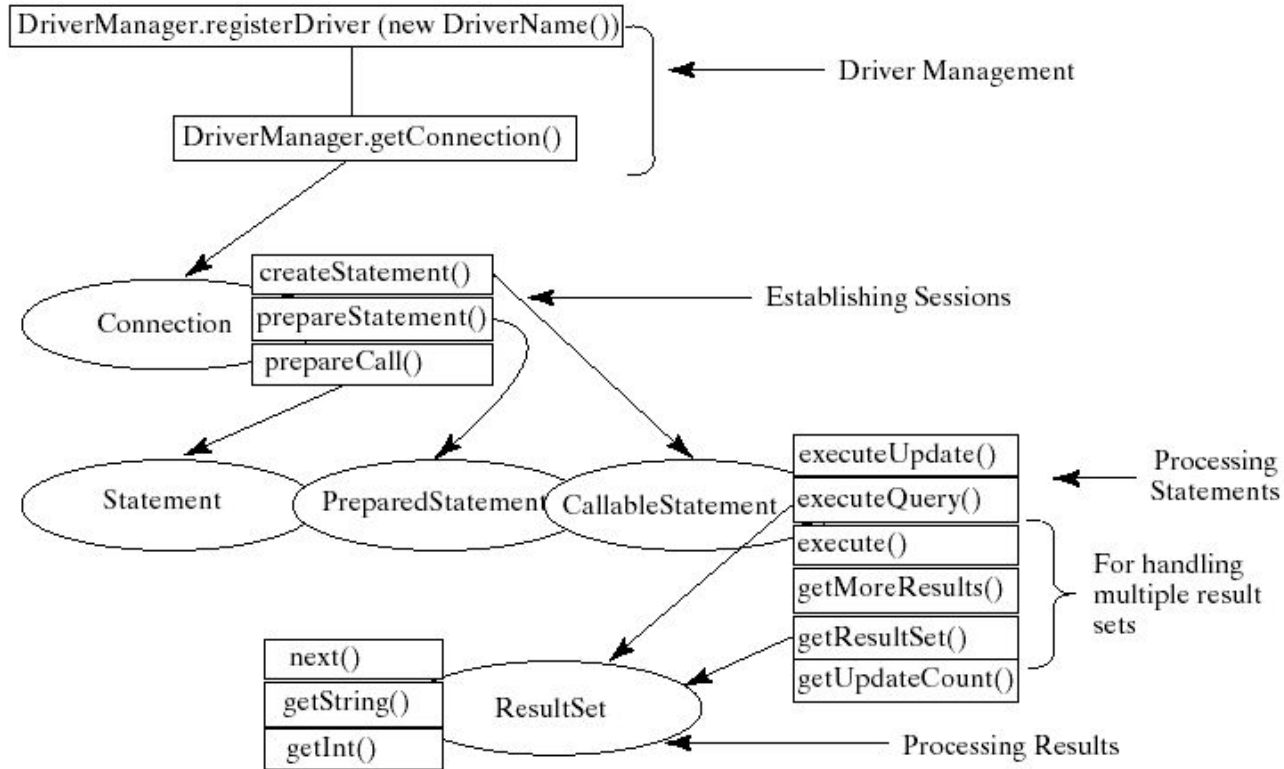 DriverManager.registerDriver (new DriverName())
Driver Management
DriverManager.getConnection()
createStatement()
Connection
prepareStatement()
prepareCall()
Establishing Sessions
Statement
PreparedStatement
CallableStatement
executeUpdate()
executeQuery()
execute()
getMoreResults()
getResultSet()
getUpdateCount()
Processing
Statements
For handling
multiple result
sets
next()
getString()
getInt()
ResultSet
Processing Results